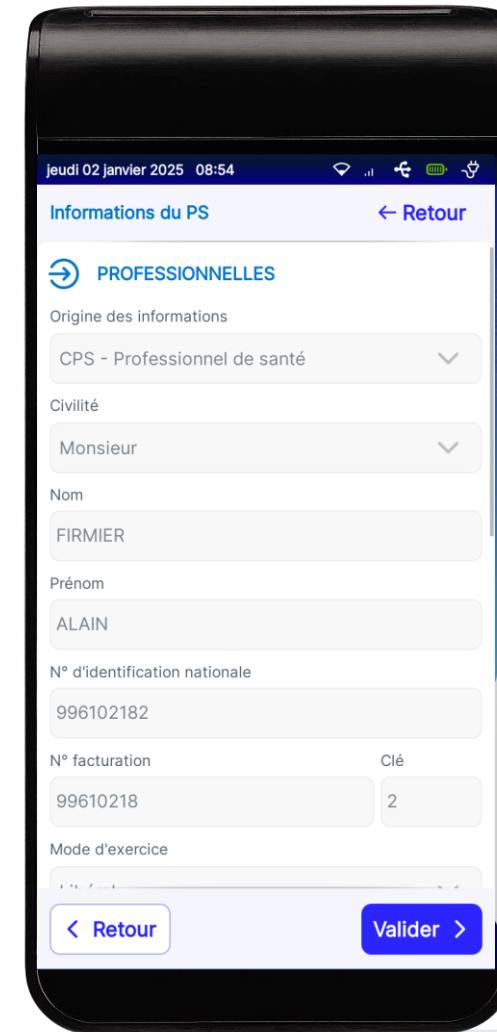 jeudi 02 janvier 2025 08:54
Informations du PS ← Retour
PROFESSIONNELLES
Origine des informations
CPS - Professionnel de santé
Civilité
Monsieur
Nom
FIRMIER
Prénom
ALAIN
N° d'identification nationale
996102182
N° facturation Clé
99610218 2
Mode d'exercice
< Retour Valider >